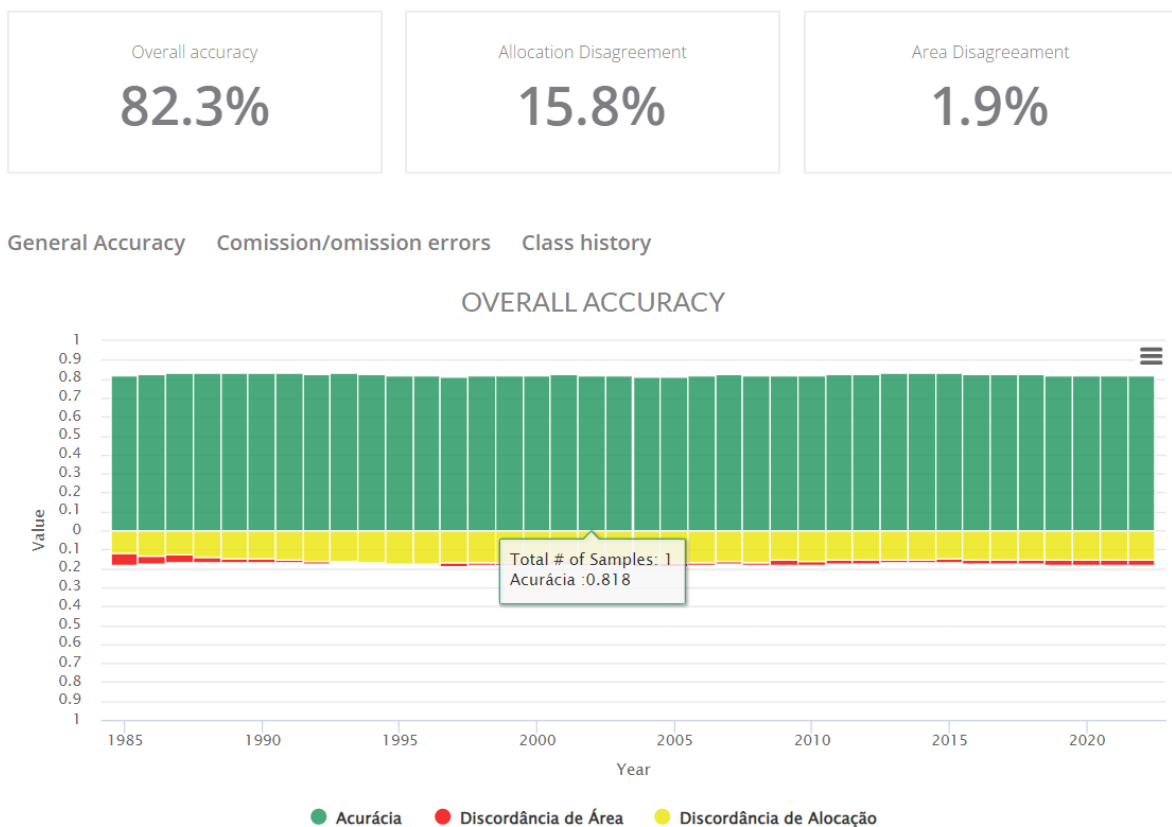 Overall accuracy
82.3%
Allocation Disagreement
15.8%
Area Disagreeament
1.9%
General Accuracy Comission/omission errors Class history
OVERALL ACCURACY
1
0.9
0.8
0.7
0.6
0.5
0.4
0.3
0.2
0.1
0
0.1
0.2
0.3
0.4
0.5
0.6
0.7
0.8
0.9
1
Value
Total # of Samples: 1
Acurácia :0.818
1985 1990 1995 2000 2005 2010 2015 2020
Year
Acurácia Discordância de Área Discordância de Alocação